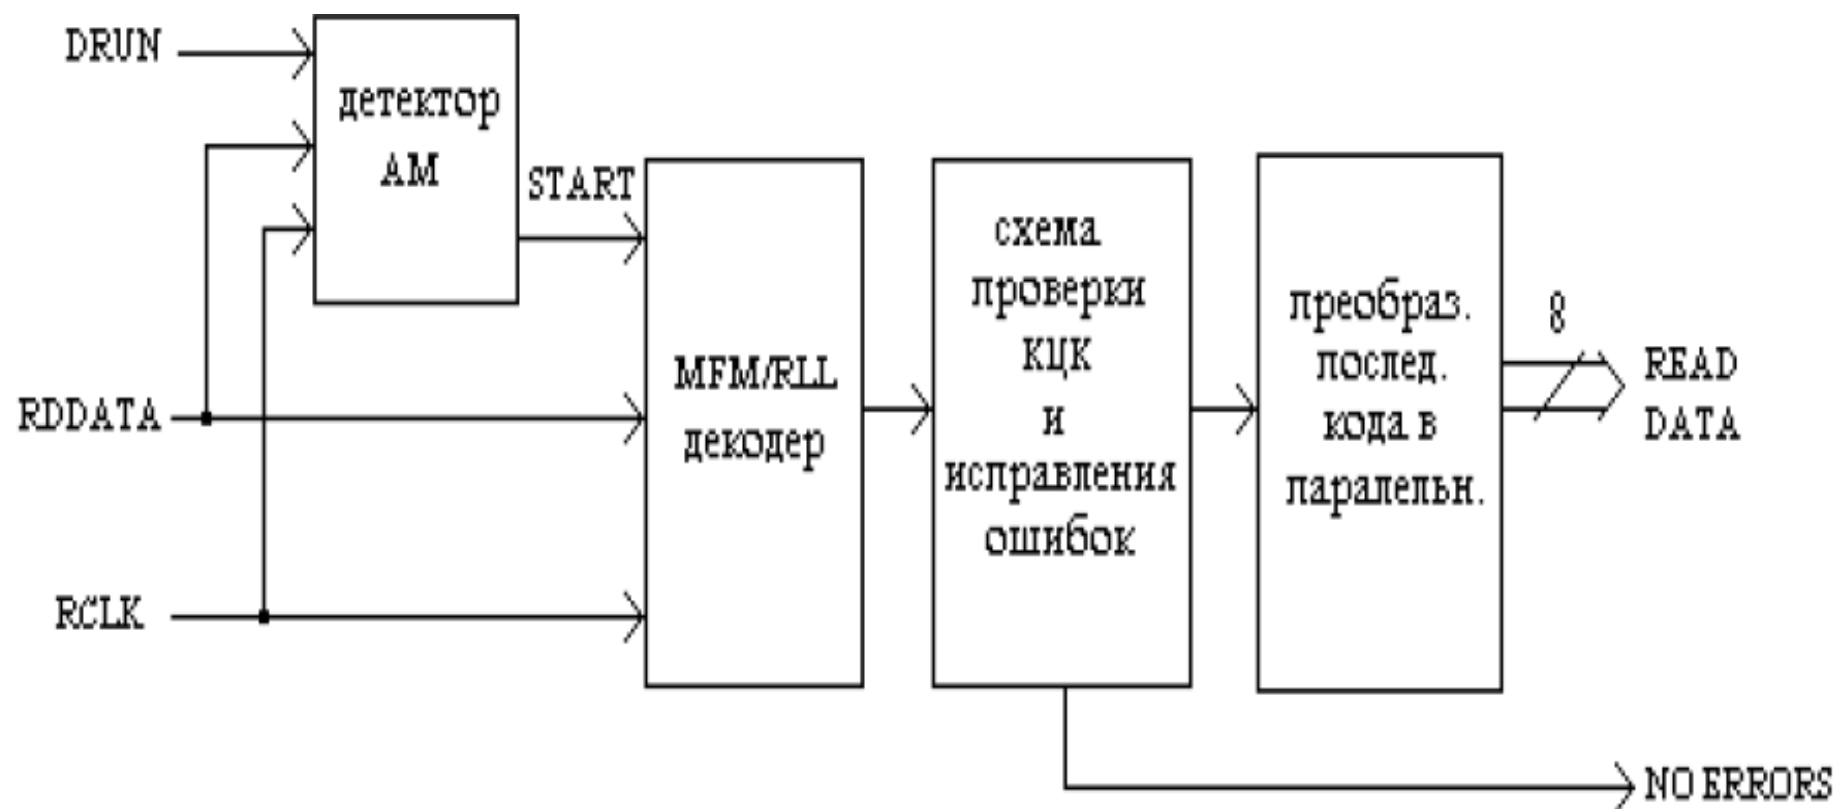 DRUN
детектор
АМ
START
RDDATA
RCLK
MFM/RLL
декодер
схема
проверки
КЦК
и
исправления
ошибок
преобраз.
послед.
кода в
паралельн.
8
READ
DATA
NO ERRORS